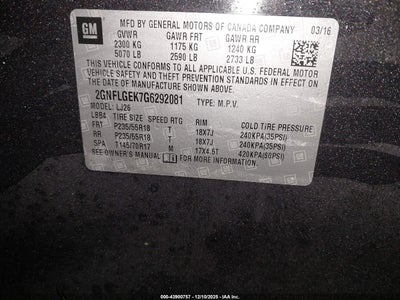 GM
MFD BY GENERAL MOTORS OF CANADA COMPANY
03/16
GVWR GAWR FRT GAWR RR
2300 KG 1175 KG 1240 KG
5070 LB 2590 LB 2733 LB
THIS VEHICLE CONFORMS TO ALL APPLICABLE U.S. FEDERAL MOTOR
VEHICLE SAFETY AND THEFT PREVENTION STANDARDS IN EFFECT ON THE
DATE OF MANUFACTURE SHOWN ABOVE.
2GNFLGEK7G6292081 TYPE: M.P.V.
MODEL: LJ26
LBB4 TIRE SIZE SPEED RTG RIM COLD TIRE PRESSURE
FRT P235/55R18 T 18X7J 240KPA(35PSI)
RR P235/55R18 T 18X7J 240KPA(35PSI)
SPA T145/70R17 M 17X4.5T 420KPA(60PSI)
SEE OWNER'S MANUAL FOR ADDITIONAL INFORMATION.
000-43900757 - 12/10/2025 - IAA Inc.